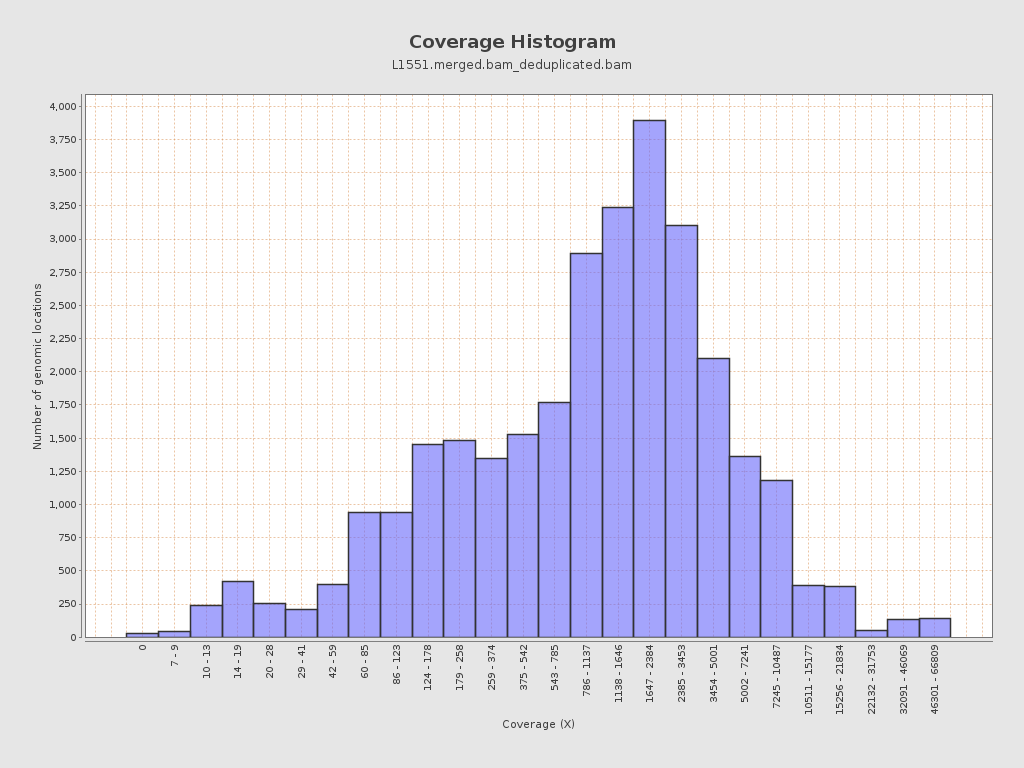 Coverage Histogram
L1551.merged.bam_deduplicated.bam
Number of genomic locations
4,000
3,750
3,500
3,250
3,000
2,750
2,500
2,250
2,000
1,750
1,500
1,250
1,000
750
500
250
0
0
7 - 9
10 - 13
14 - 19
20 - 28
29 - 41
42 - 59
60 - 85
86 - 123
124 - 178
179 - 258
259 - 374
375 - 542
543 - 785
786 - 1137
1138 - 1646
1647 - 2384
2385 - 3453
3454 - 5001
5002 - 7241
7245 - 10487
10511 - 15177
15256 - 21834
22132 - 31753
32091 - 46069
46301 - 66809
Coverage (X)